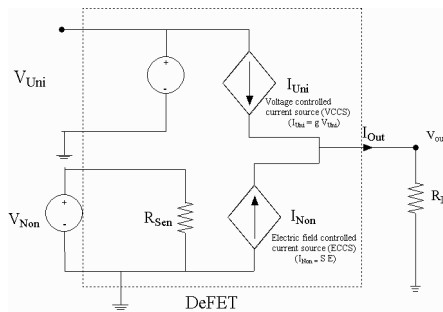 V_Uni
+
-
I_Uni
Voltage controlled
current source (VCCS)
(I_Uni = g V_Uni)
I_Out
V_ou
+
V_Non
-
R_Sen
I_Non
Electric field controlled
current source (ECCS)
(I_Non = S E)
DeFET